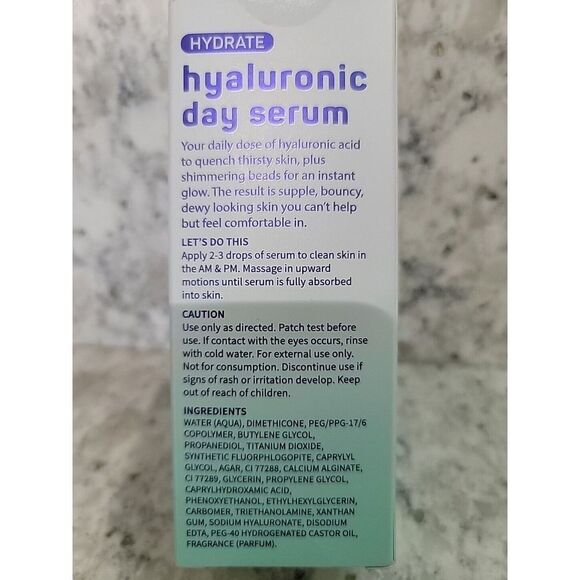 HYDRATE
hyaluronic
day serum
Your daily dose of hyaluronic acid
to quench thirsty skin, plus
shimmering beads for an instant
glow. The result is supple, bouncy,
dewy looking skin you can't help
but feel comfortable in.
LET'S DO THIS
Apply 2-3 drops of serum to clean skin in
the AM & PM. Massage in upward
motions until serum is fully absorbed
into skin.
CAUTION
Use only as directed. Patch test before
use. If contact with the eyes occurs, rinse
with cold water. For external use only.
Not for consumption. Discontinue use if
signs of rash or irritation develop. Keep
out of reach of children.
INGREDIENTS
WATER (AQUA), DIMETHICONE, PEG/PPG-17/6
COPOLYMER, BUTYLENE GLYCOL,
PROPANEDIOL, TITANIUM DIOXIDE,
SYNTHETIC FLUORPHLOGOPITE, CAPRYLYL
GLYCOL, AGAR, CI 77288, CALCIUM ALGINATE,
CI 77289, GLYCERIN, PROPYLENE GLYCOL,
CAPRYLHYDROXAMIC ACID,
PHENOXYETHANOL, ETHYLHEXYLGLYCERIN,
CARBOMER, TRIETHANOLAMINE, XANTHAN
GUM, SODIUM HYALURONATE, DISODIUM
EDTA, PEG-40 HYDROGENATED CASTOR OIL,
FRAGRANCE (PARFUM).